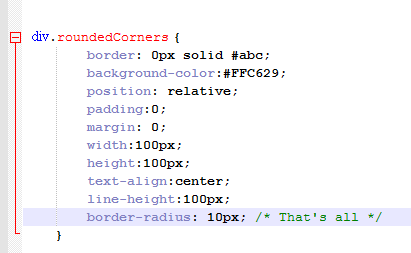 div.roundedCorners {
border: 0px solid #abc;
background-color:#FFC629;
position: relative;
padding:0;
margin: 0;
width:100px;
height:100px;
text-align:center;
line-height:100px;
border-radius: 10px; /* That's all */
}